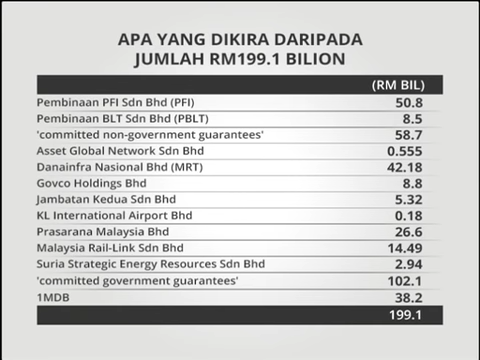 APA YANG DIKIRA DARIPADA
JUMLAH RM199.1 BILION
(RM BIL)
Pembinaan PFI Sdn Bhd (PFI) 50.8
Pembinaan BLT Sdn Bhd (PBLT) 8.5
'committed non-government guarantees' 58.7
Asset Global Network Sdn Bhd 0.555
Danainfra Nasional Bhd (MRT) 42.18
Govco Holdings Bhd 8.8
Jambatan Kedua Sdn Bhd 5.32
KL International Airport Bhd 0.18
Prasarana Malaysia Bhd 26.6
Malaysia Rail-Link Sdn Bhd 14.49
Suria Strategic Energy Resources Sdn Bhd 2.94
'committed government guarantees' 102.1
1MDB 38.2
199.1